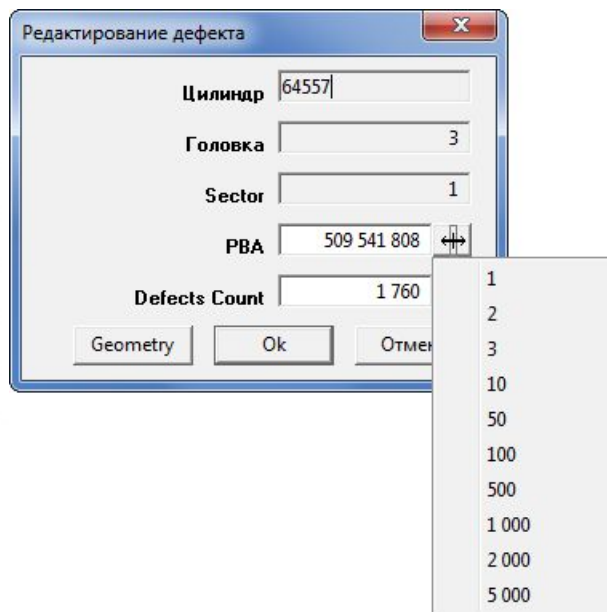 Редактирование дефекта
Цилиндр 64557
Головка 3
Sector 1
PBA 509 541 808
Defects Count 1 760
Geometry Ok Отмен
1
2
3
10
50
100
500
1 000
2 000
5 000